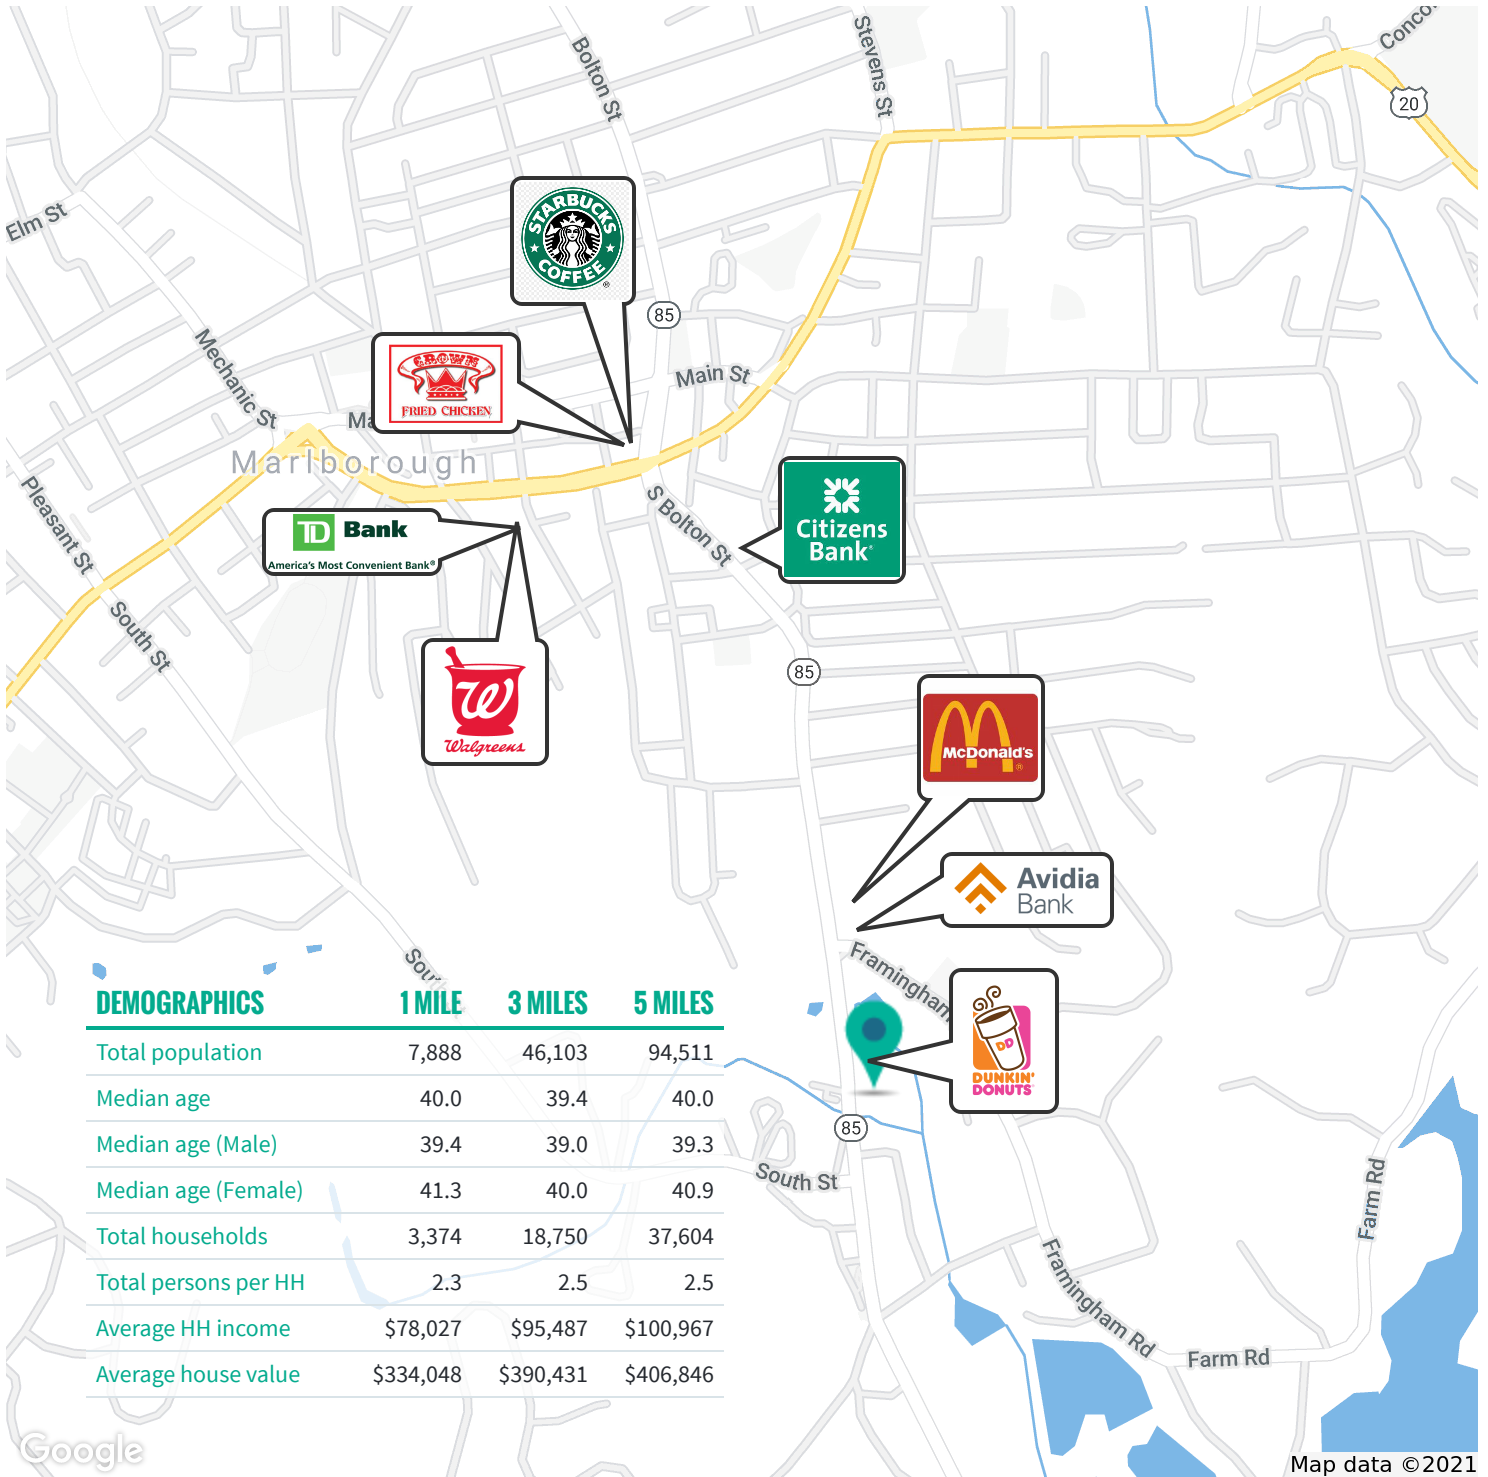 Bolton St
Stevens St
Concor
20
Elm St
STARBUCKS
COFFEE
®
85
Mechanic St
Main St
CROWN
FRIED CHICKEN
Ma
Marlborough
Pleasant St
S Bolton St
Citizens
Bank
TD Bank
America's Most Convenient Bank®
South St
Walgreens
85
McDonald's
®
Avidia
Bank
Framingham
South
DD
DUNKIN'
DONUTS
85
South St
Farm Rd
Framingham Rd
Farm Rd
DEMOGRAPHICS 1 MILE 3 MILES 5 MILES
Total population 7,888 46,103 94,511
Median age 40.0 39.4 40.0
Median age (Male) 39.4 39.0 39.3
Median age (Female) 41.3 40.0 40.9
Total households 3,374 18,750 37,604
Total persons per HH 2.3 2.5 2.5
Average HH income $78,027 $95,487 $100,967
Average house value $334,048 $390,431 $406,846
Google
Map data ©2021